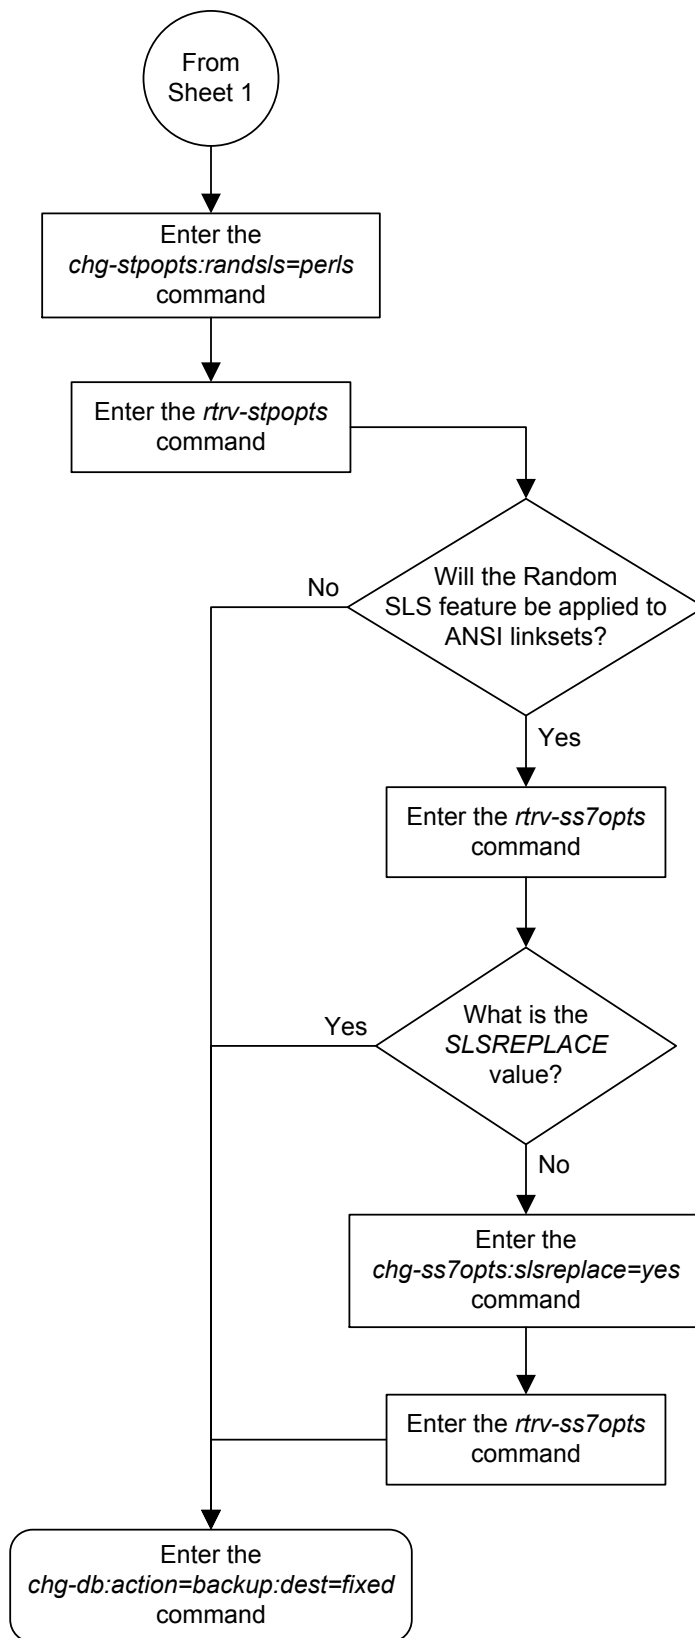 From
Sheet 1
Enter the
chg-stpopts:randsls=perls
command
Enter the rtrv-stpopts
command
Will the Random
SLS feature be applied to
ANSI linksets?
No
Yes
Enter the rtrv-ss7opts
command
What is the
SLSREPLACE
value?
Yes
No
Enter the
chg-ss7opts:slsreplace=yes
command
Enter the rtrv-ss7opts
command
Enter the
chg-db:action=backup:dest=fixed
command